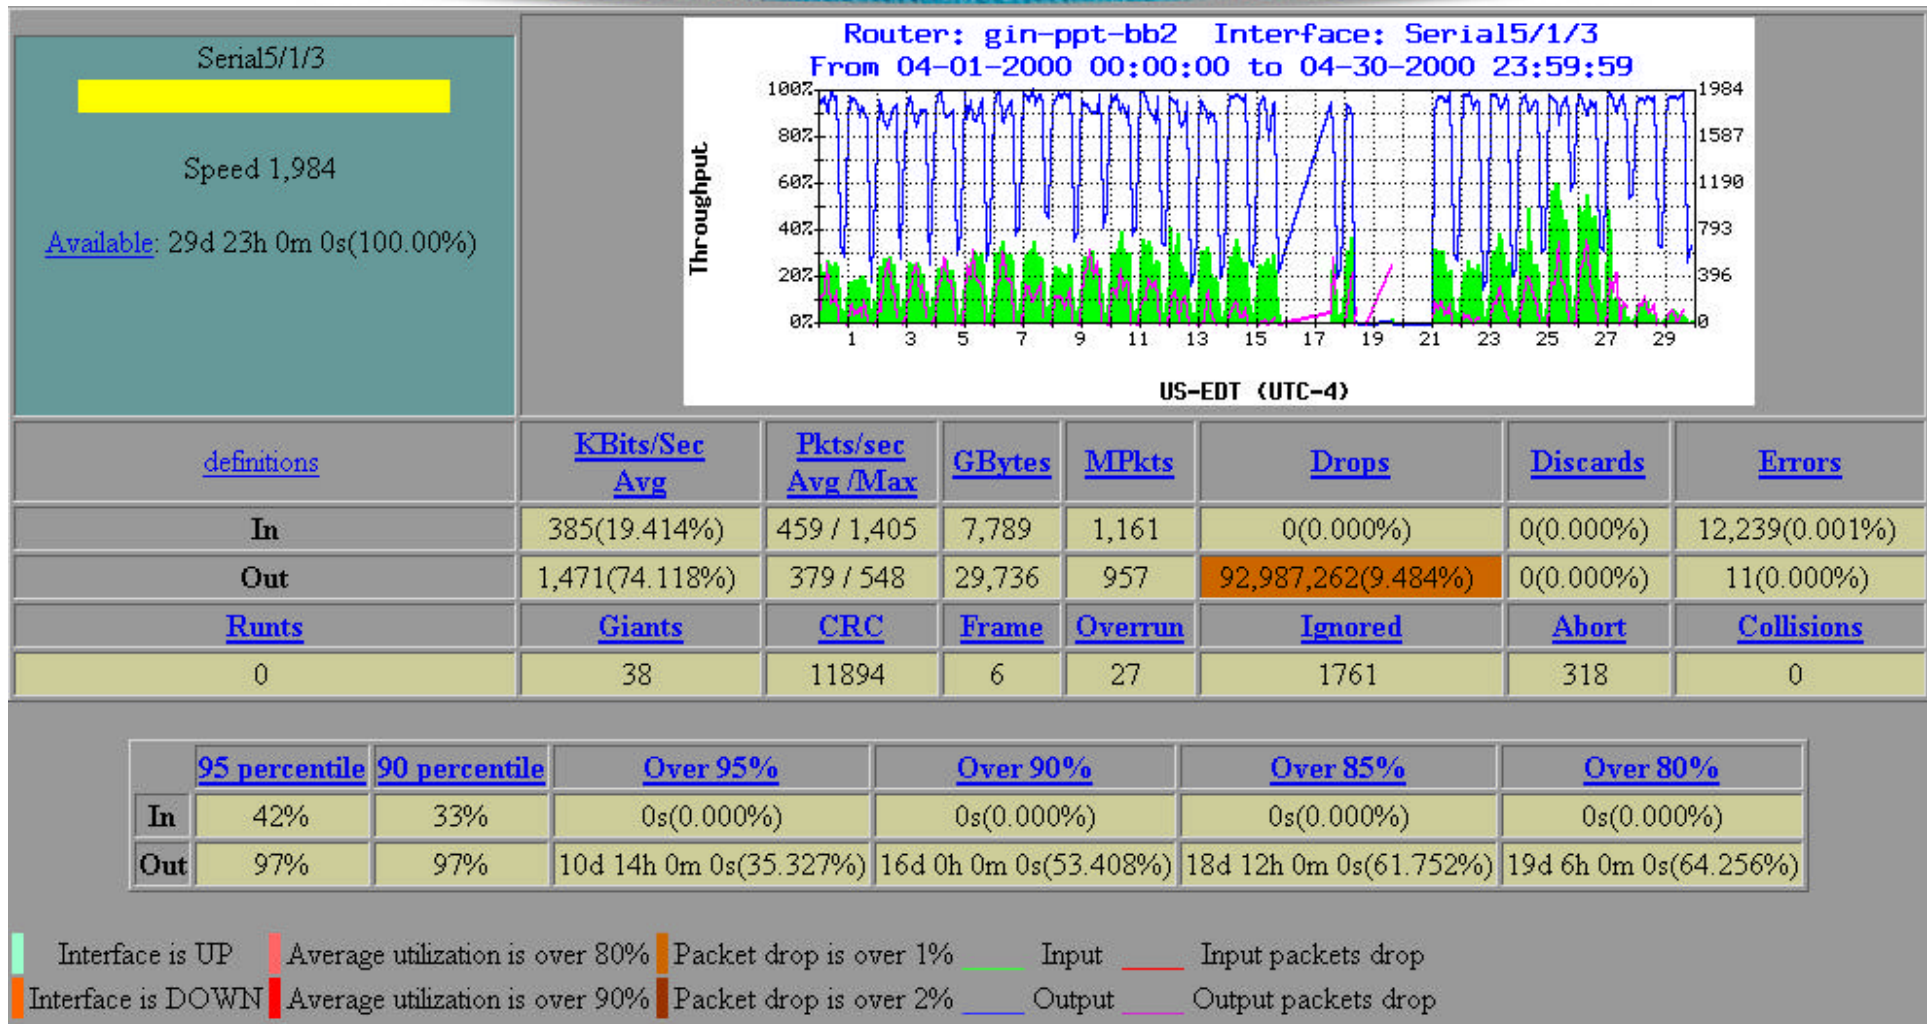 Serial5/1/3
Speed 1,984
Available: 29d 23h 0m 0s(100.00%)
Router: gin-ppt-bb2 Interface: Serial5/1/3
From 04-01-2000 00:00:00 to 04-30-2000 23:59:59
Throughput
100% 1984
80% 1587
60% 1190
40% 793
20% 396
0% 0
1 3 5 7 9 11 13 15 17 19 21 23 25 27 29
US-EDT (UTC-4)
definitions KBits/Sec Avg Pkts/sec Avg /Max GBytes MPkts Drops Discards Errors
In 385(19.414%) 459 / 1,405 7,789 1,161 0(0.000%) 0(0.000%) 12,239(0.001%)
Out 1,471(74.118%) 379 / 548 29,736 957 92,987,262(9.484%) 0(0.000%) 11(0.000%)
Runts Giants CRC Frame Overrun Ignored Abort Collisions
0 38 11894 6 27 1761 318 0
95 percentile 90 percentile Over 95% Over 90% Over 85% Over 80%
In 42% 33% 0s(0.000%) 0s(0.000%) 0s(0.000%) 0s(0.000%)
Out 97% 97% 10d 14h 0m 0s(35.327%) 16d 0h 0m 0s(53.408%) 18d 12h 0m 0s(61.752%) 19d 6h 0m 0s(64.256%)
Interface is UP Average utilization is over 80% Packet drop is over 1% Input Input packets drop
Interface is DOWN Average utilization is over 90% Packet drop is over 2% Output Output packets drop